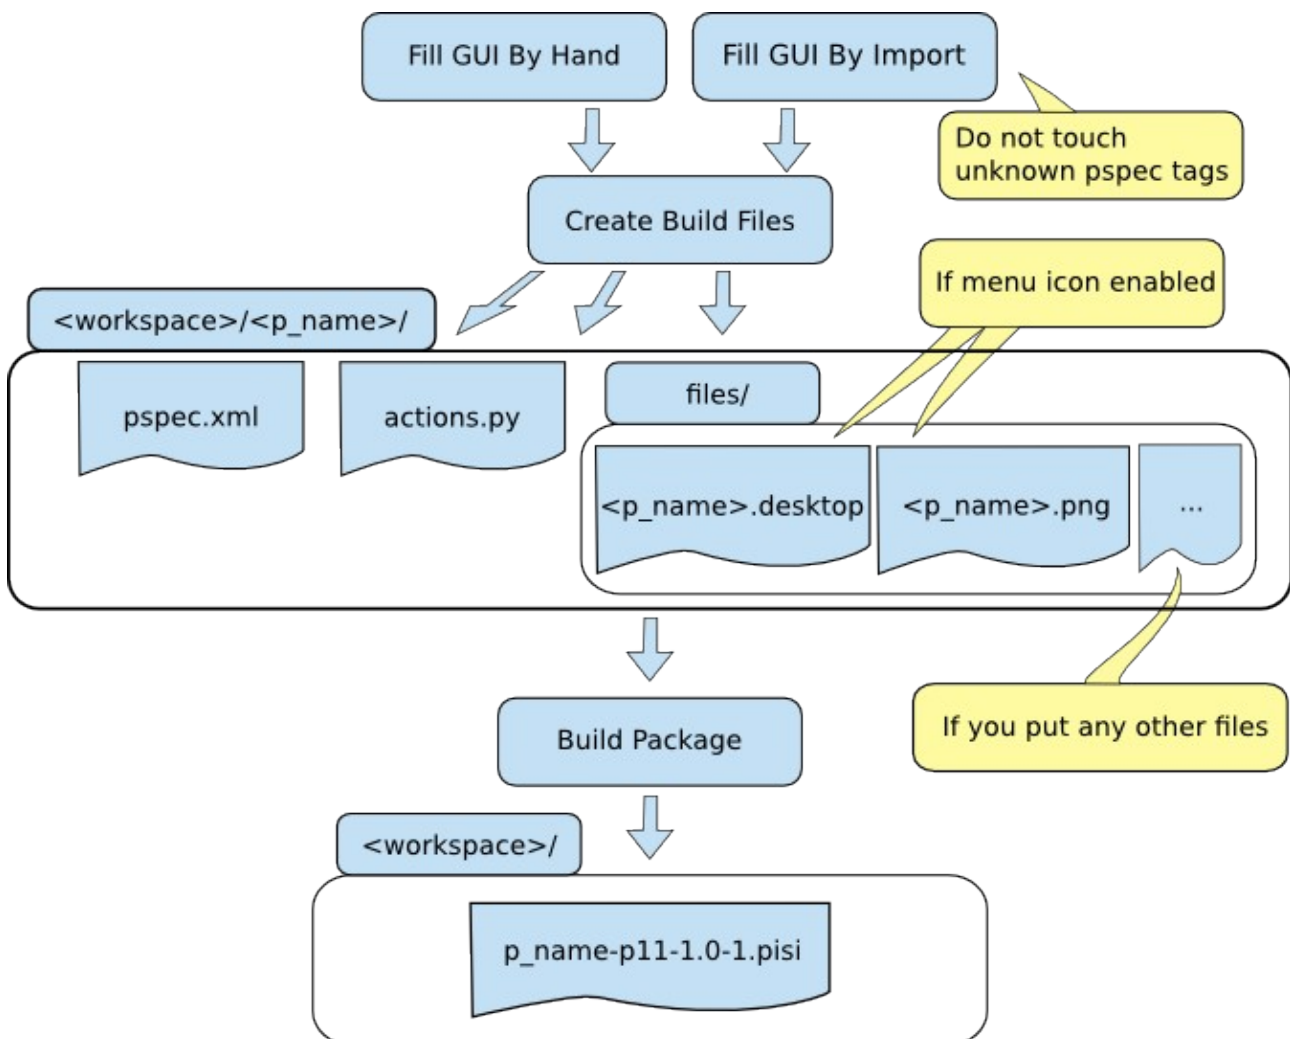 Fill GUI By Hand
Fill GUI By Import
Do not touch
unknown pspec tags
Create Build Files
If menu icon enabled
<workspace>/<p_name>/
pspec.xml
actions.py
files/
<p_name>.desktop
<p_name>.png
...
If you put any other files
Build Package
<workspace>/
p_name-p11-1.0-1.pisi